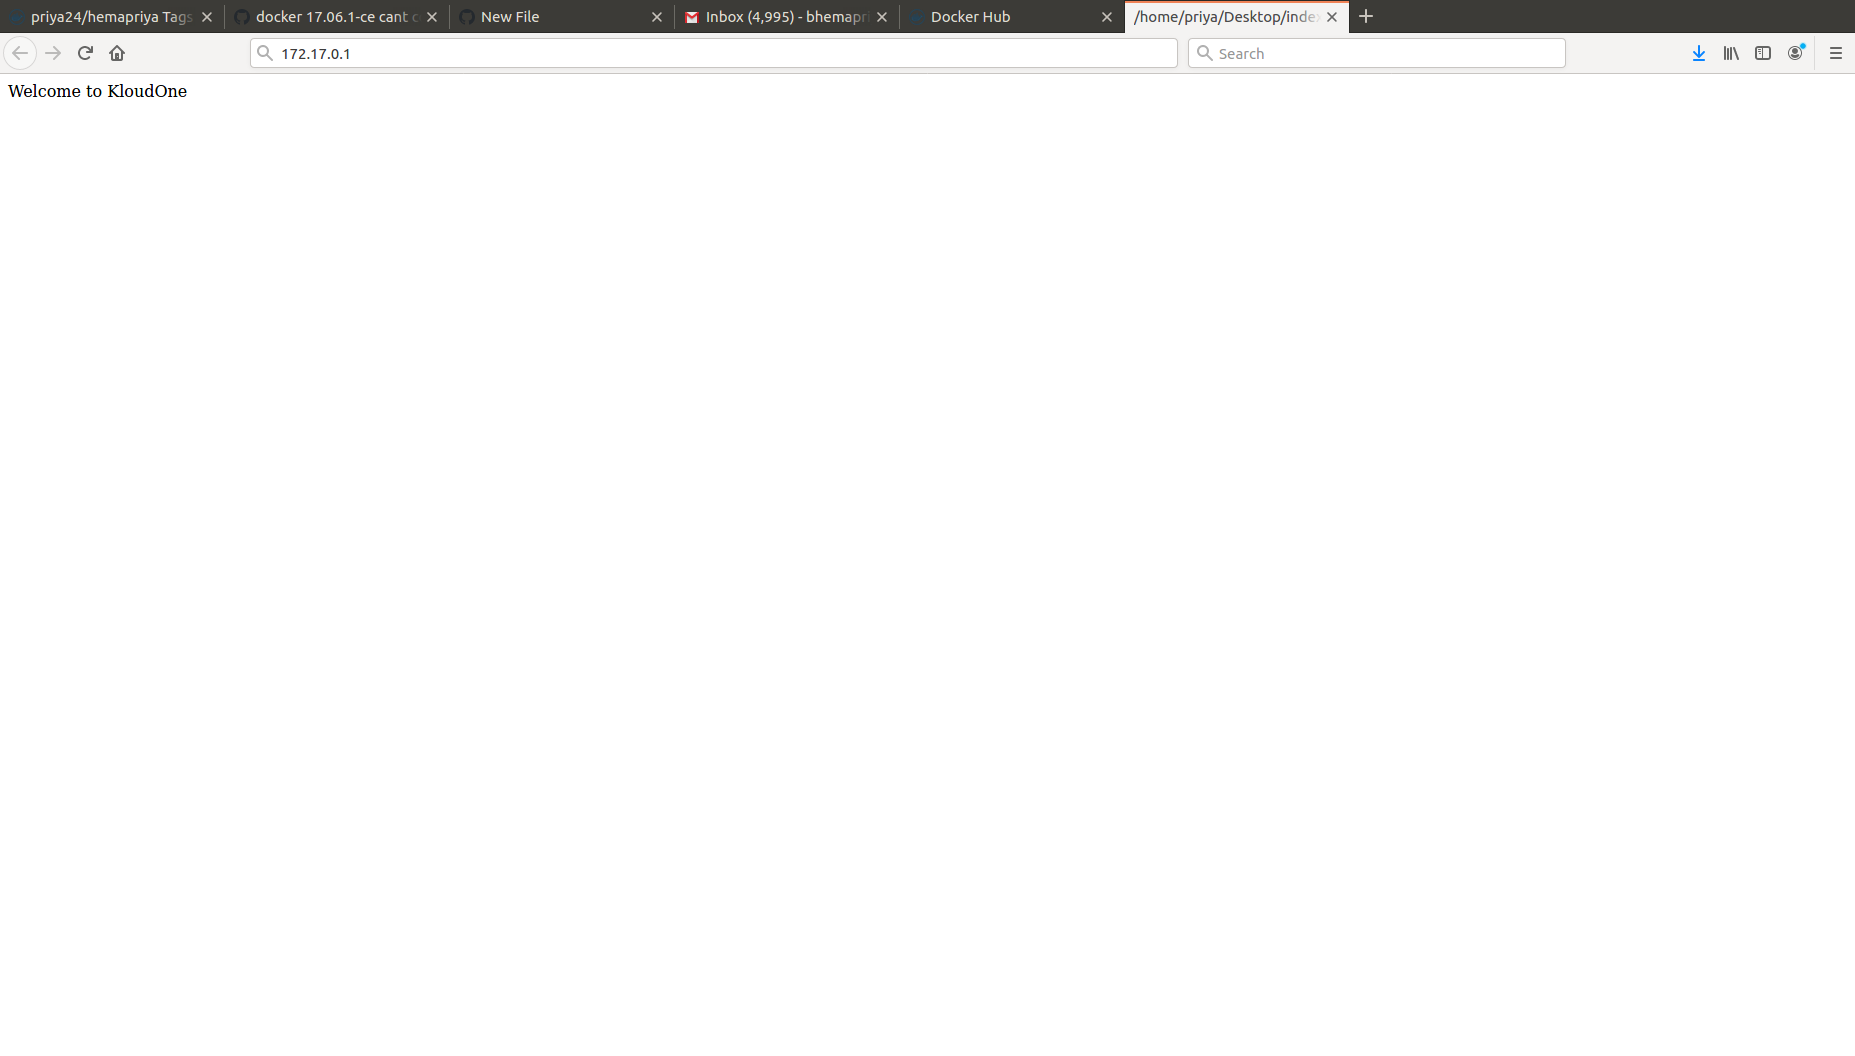 priya24/hemapriya Tags
docker 17.06.1-ce cant
New File
Inbox (4,995) - bhemapri
Docker Hub
/home/priya/Desktop/index
172.17.0.1
Search
Welcome to KloudOne